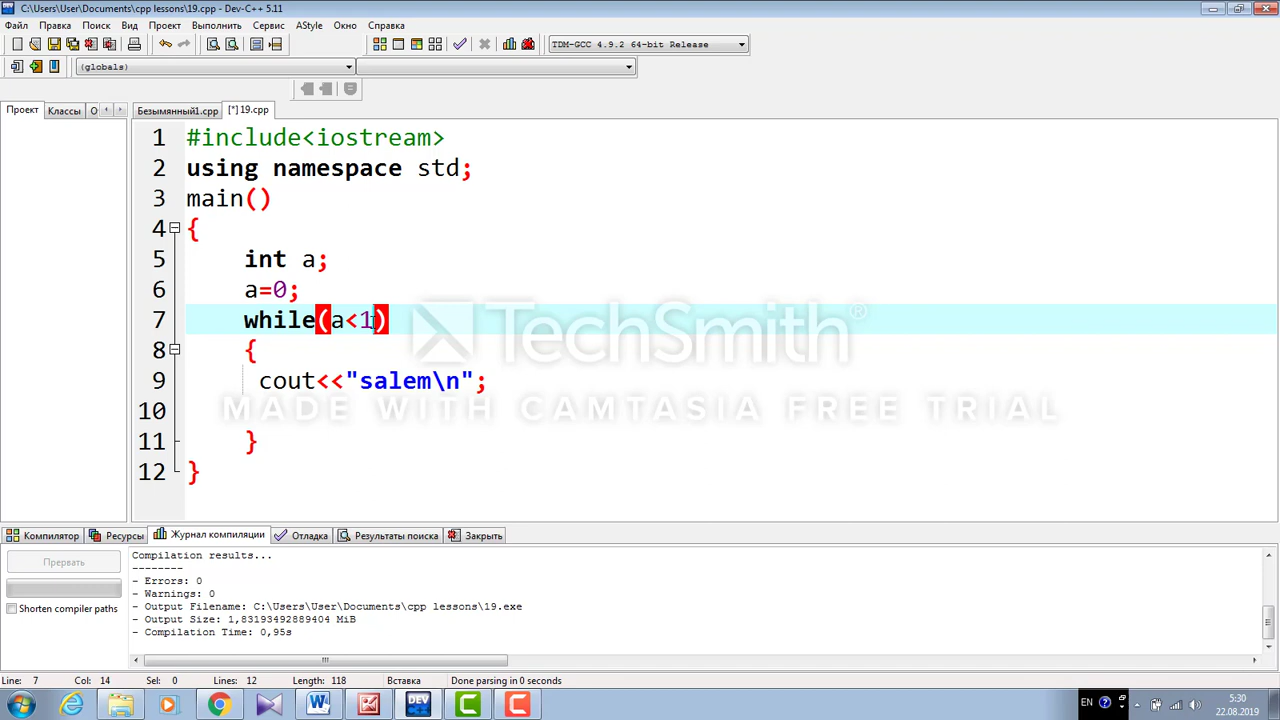 C:\Users\User\Documents\cpp lessons\19.cpp - Dev-C++ 5.11
Файл Правка Поиск Вид Проект Выполнить Сервис AStyle Окно Справка
TDM-GCC 4.9.2 64-bit Release
(globals)
Проект Классы О Безымянный1.cpp [*] 19.cpp
1 #include<iostream>
2 using namespace std;
3 main()
4 {
5 int a;
6 a=0;
7 while(a<1)
8 {
9 cout<<"salem\n";
10
11 }
12 }
TechSmith®
MADE WITH CAMTASIA FREE TRIAL
Компилятор Ресурсы Журнал компиляции Отладка Результаты поиска Закрыть
Прервать
Shorten compiler paths
Compilation results...
--------
- Errors: 0
- Warnings: 0
- Output Filename: C:\Users\User\Documents\cpp lessons\19.exe
- Output Size: 1,83193492889404 MiB
- Compilation Time: 0,95s
Line: 7 Col: 14 Sel: 0 Lines: 12 Length: 118 Вставка Done parsing in 0 seconds
DEV
EN 5:30
22.08.2019